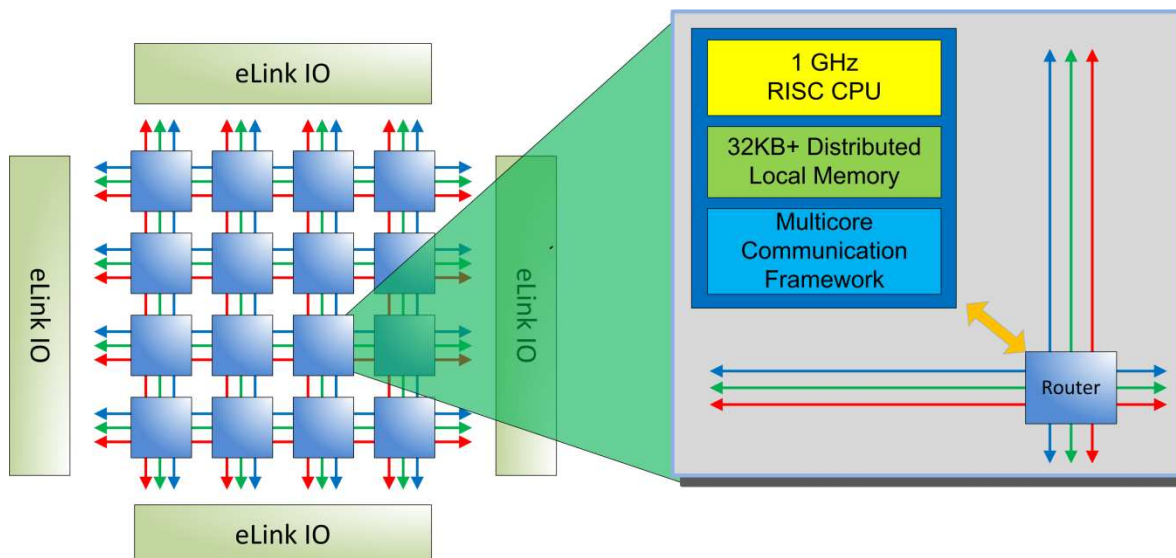 eLink IO
eLink IO
eLink IO
eLink IO
1 GHz
RISC CPU
32KB+ Distributed
Local Memory
Multicore
Communication
Framework
Router